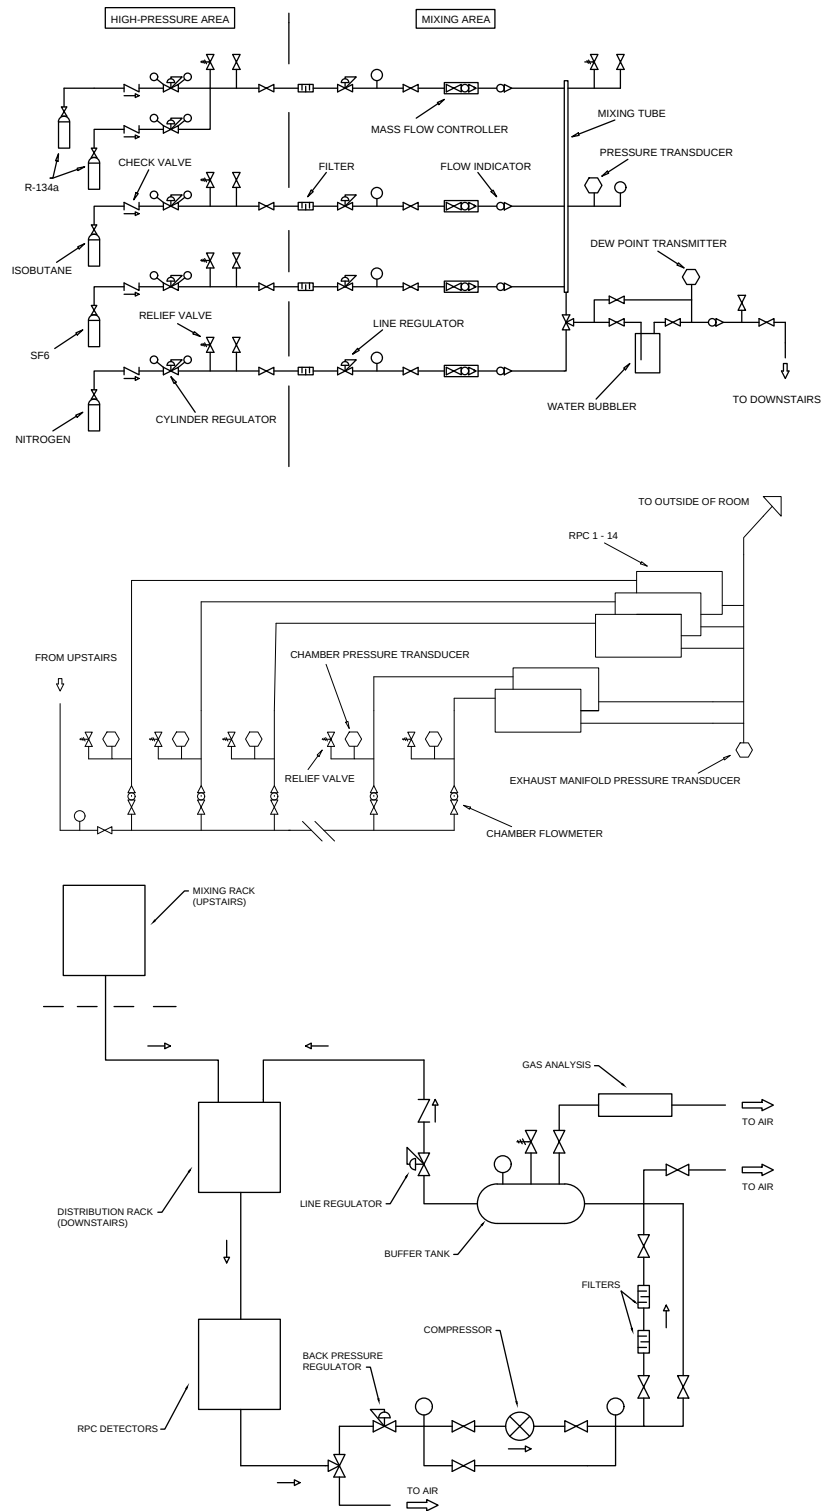 HIGH-PRESSURE AREA
MIXING AREA
MASS FLOW CONTROLLER
MIXING TUBE
R-134a
CHECK VALVE
FILTER
FLOW INDICATOR
PRESSURE TRANSDUCER
ISOBUTANE
DEW POINT TRANSMITTER
RELIEF VALVE
LINE REGULATOR
SF6
WATER BUBBLER
TO DOWNSTAIRS
NITROGEN
CYLINDER REGULATOR
TO OUTSIDE OF ROOM
RPC 1 - 14
FROM UPSTAIRS
CHAMBER PRESSURE TRANSDUCER
RELIEF VALVE
EXHAUST MANIFOLD PRESSURE TRANSDUCER
CHAMBER FLOWMETER
MIXING RACK
(UPSTAIRS)
GAS ANALYSIS
TO AIR
TO AIR
DISTRIBUTION RACK
(DOWNSTAIRS)
LINE REGULATOR
BUFFER TANK
FILTERS
COMPRESSOR
BACK PRESSURE
REGULATOR
RPC DETECTORS
TO AIR